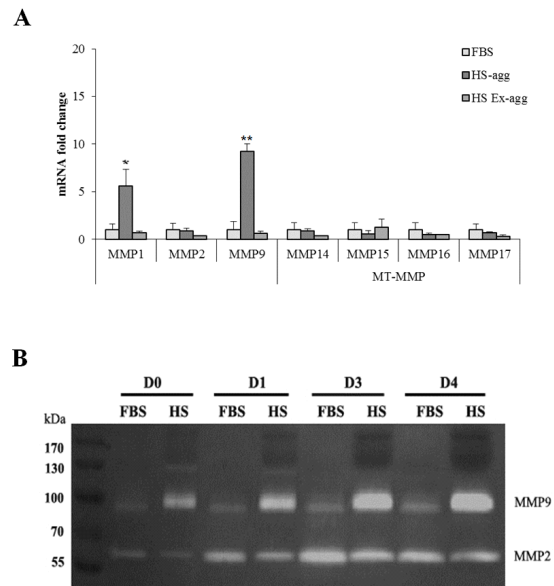 A
20
15
10
5
0
mRNA fold change
FBS
HS-agg
HS Ex-agg
*
**
MMP1 MMP2 MMP9 MMP14 MMP15 MMP16 MMP17
MT-MMP
B
D0 D1 D3 D4
kDa FBS HS FBS HS FBS HS FBS HS
170
130
100 MMP9
70
55 MMP2